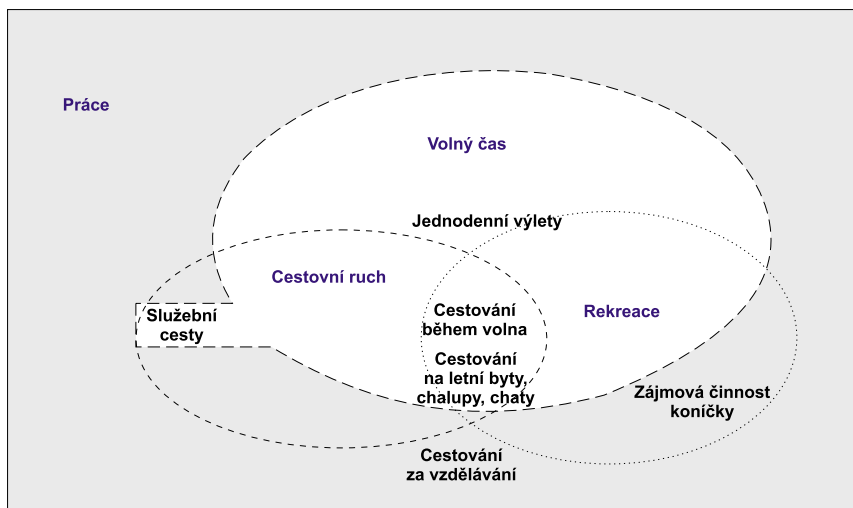 Práce
Volný čas
Jednodenní výlety
Cestovní ruch
Služební
cesty
Cestování
během volna
Rekreace
Cestování
na letní byty,
chalupy, chaty
Zájmová činnost
koníčky
Cestování
za vzdělávání